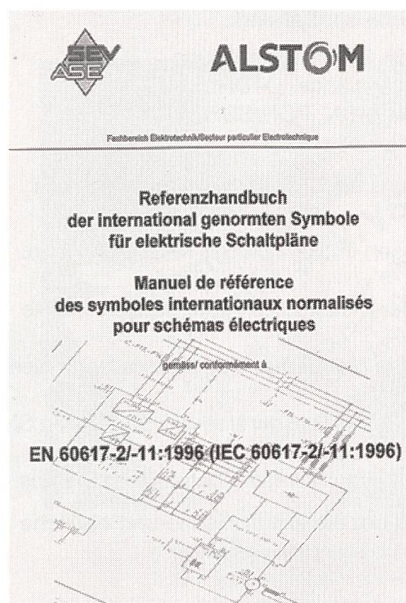 SEV
ASE
ALSTOM
Fachbereich Elektrotechnik/Secteur particulier Electrotechnique
Referenzhandbuch
der international genormten Symbole
für elektrische Schaltpläne
Manuel de référence
des symboles internationaux normalisés
pour schémas électriques
gemäss/ conformément à
EN 60617-2/-11:1996 (IEC 60617-2/-11:1996)